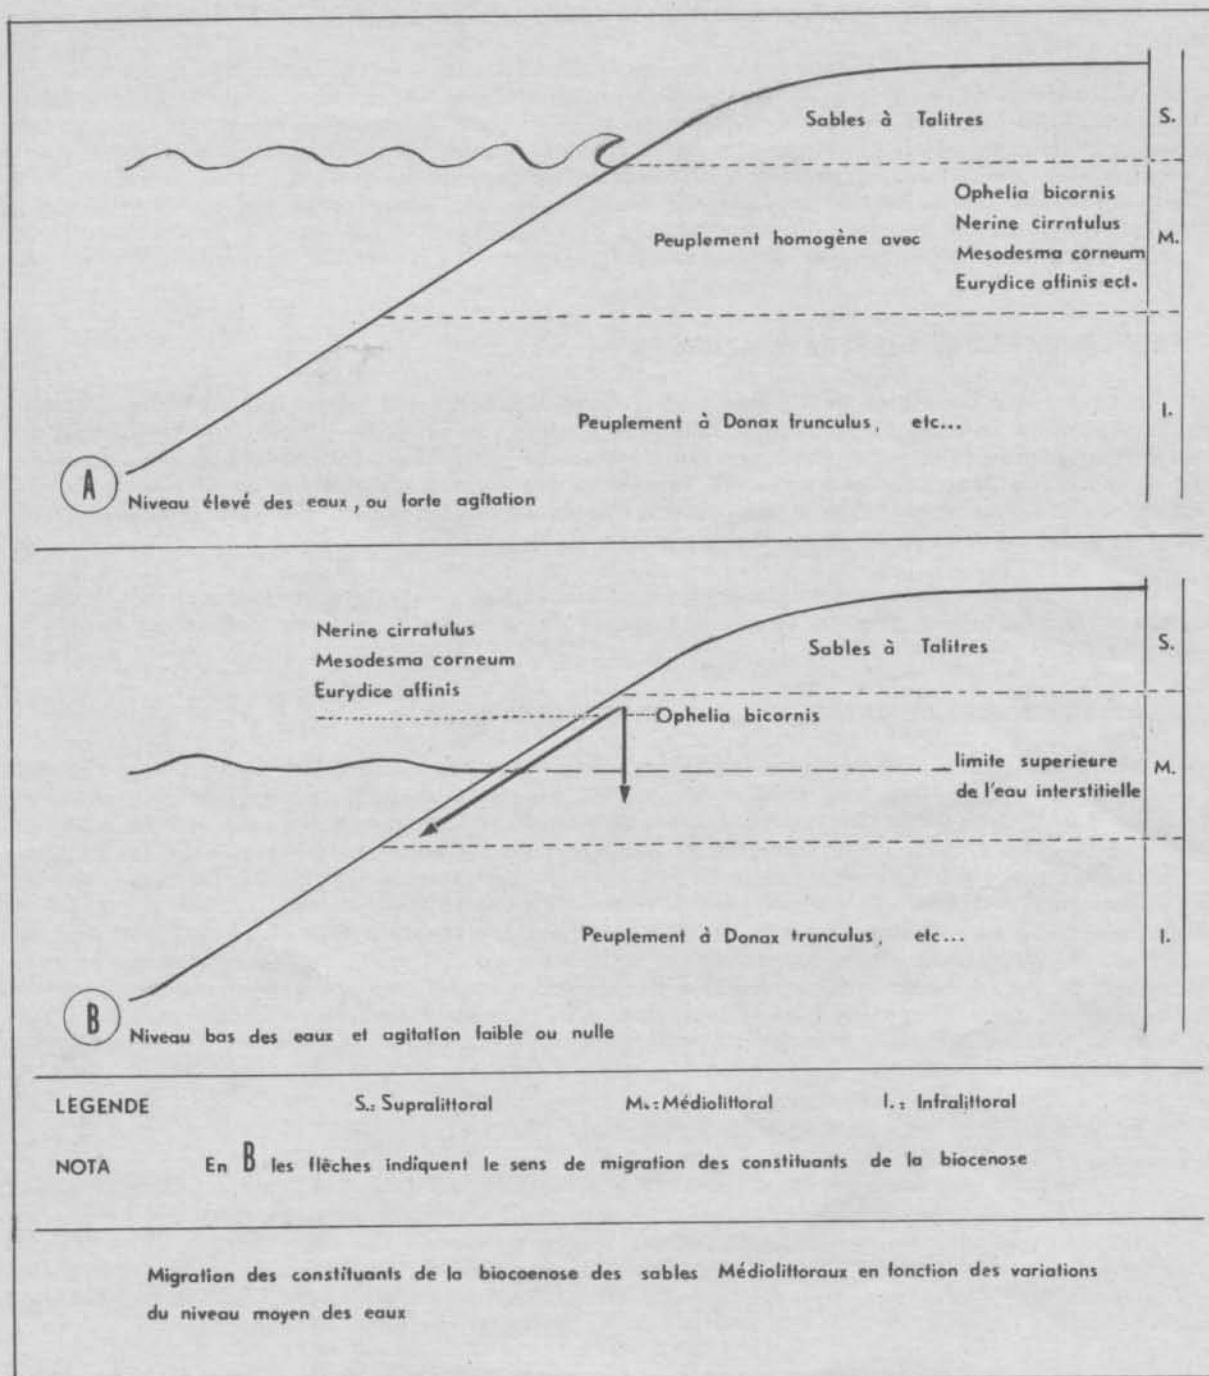 Sables à Talitres
S.
Ophelia bicornis
Nerine cirratulus
Peuplement homogène avec
M.
Mesodesma corneum
Eurydice affinis ect.
Peuplement à Donax trunculus, etc...
I.
A
Niveau élevé des eaux, ou forte agitation
Nerine cirratulus
Mesodesma corneum
Eurydice affinis
Sables à Talitres
S.
Ophelia bicornis
limite superieure
de l'eau interstitielle
M.
Peuplement à Donax trunculus, etc...
I.
B
Niveau bas des eaux et agitation faible ou nulle
LEGENDE S.: Supralittoral M.: Médiolittoral I.: Infralittoral
NOTA En B les flêches indiquent le sens de migration des constituants de la biocenose
Migration des constituants de la biocoenose des sables Médiolittoraux en fonction des variations
du niveau moyen des eaux